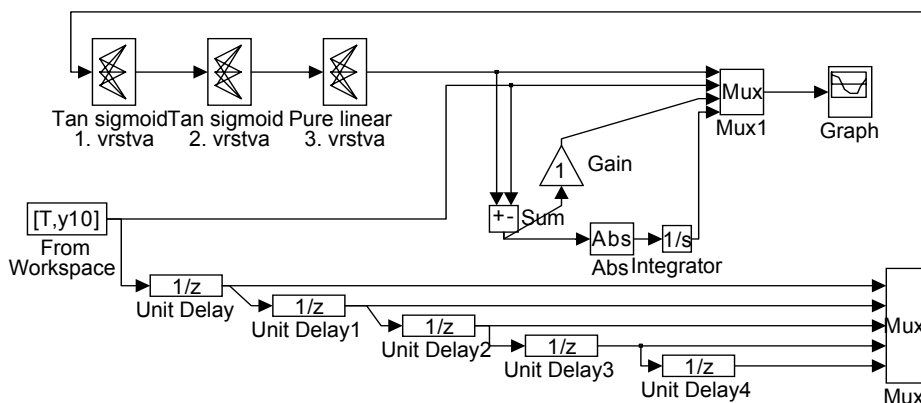 Tan sigmoid
1. vrstva
Tan sigmoid
2. vrstva
Pure linear
3. vrstva
Mux
Mux1
Graph
1
Gain
+-
Sum
Abs
Abs
1/s
Integrator
[T,y10]
From
Workspace
1/z
Unit Delay
1/z
Unit Delay1
1/z
Unit Delay2
1/z
Unit Delay3
1/z
Unit Delay4
Mux
Mux